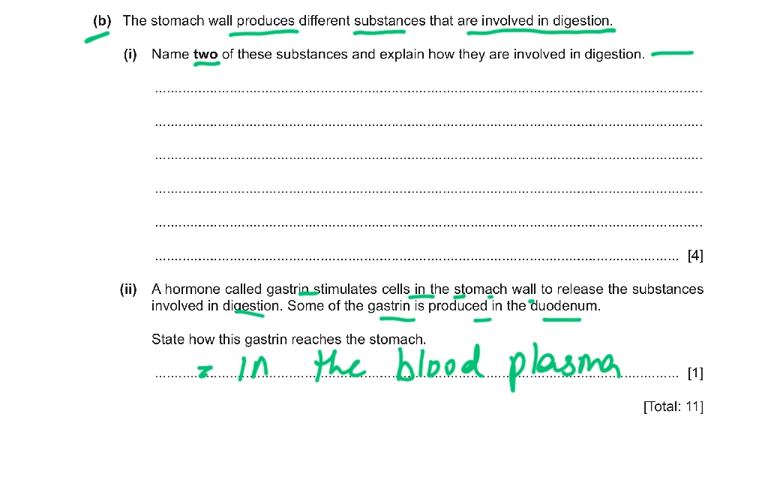 (b) The stomach wall produces different substances that are involved in digestion.
(i) Name two of these substances and explain how they are involved in digestion.
[4]
(ii) A hormone called gastrin stimulates cells in the stomach wall to release the substances
involved in digestion. Some of the gastrin is produced in the duodenum.
State how this gastrin reaches the stomach.
= in the blood plasma [1]
[Total: 11]